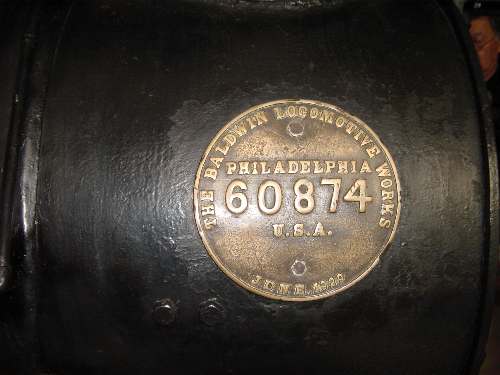 THE BALDWIN LOCOMOTIVE WORKS
PHILADELPHIA
60874
U.S.A.
JUNE